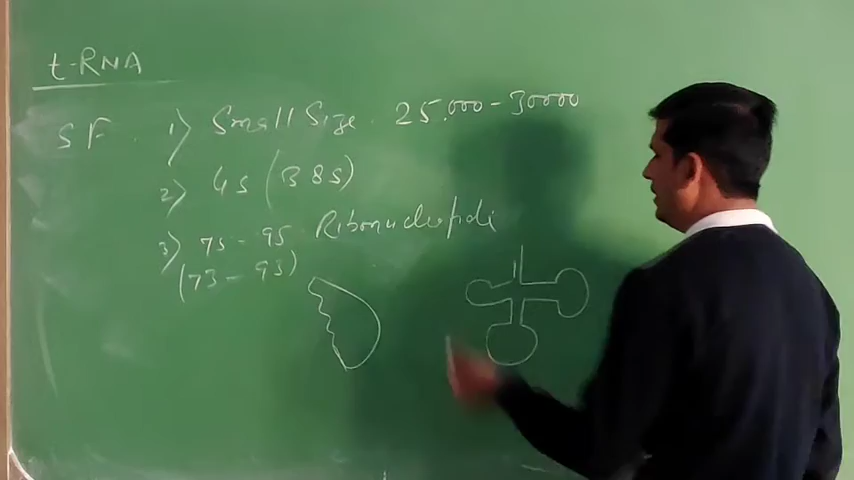 t-RNA
SF. 1) Small Size. 25.000-30000
2) 4s (3 8s)
3) 75-95 Ribonucleotide
(73-93)